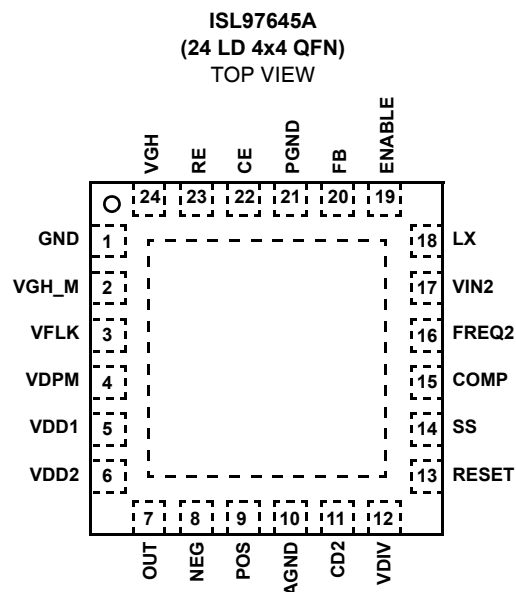 ISL97645A
(24 LD 4x4 QFN)
TOP VIEW
VGH
RE
CE
PGND
FB
ENABLE
24 23 22 21 20 19
GND 1 18 LX
VGH_M 2 17 VIN2
VFLK 3 16 FREQ2
VDPM 4 15 COMP
VDD1 5 14 SS
VDD2 6 13 RESET
7 8 9 10 11 12
OUT
NEG
POS
AGND
CD2
VDIV